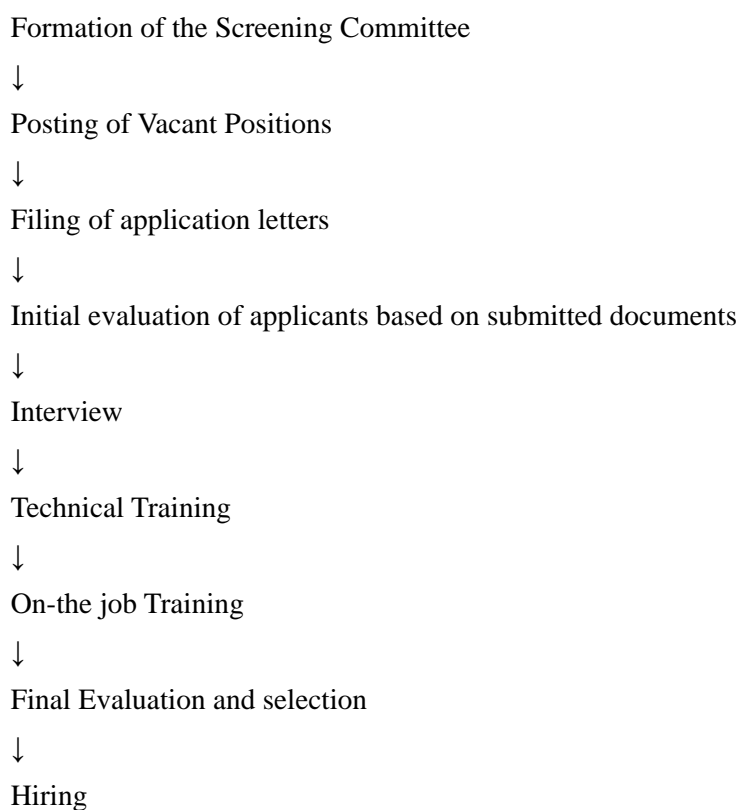 Formation of the Screening Committee
↓
Posting of Vacant Positions
↓
Filing of application letters
↓
Initial evaluation of applicants based on submitted documents
↓
Interview
↓
Technical Training
↓
On-the job Training
↓
Final Evaluation and selection
↓
Hiring